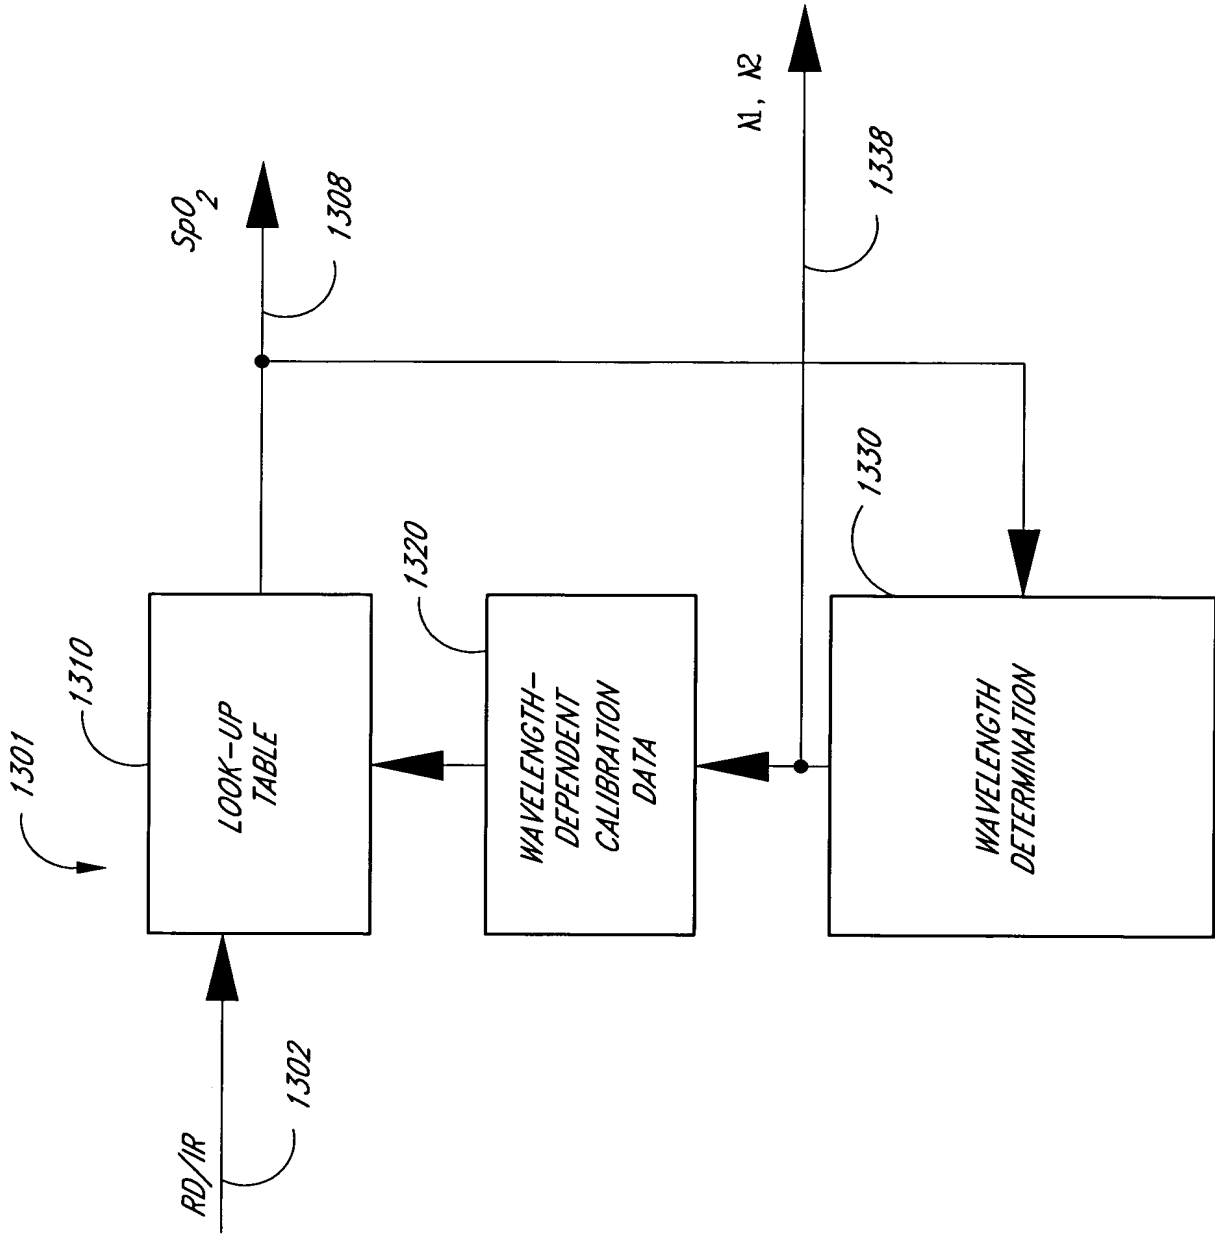 1301
1310
LOOK-UP
TABLE
RD/IR
1302
SpO2
1308
1320
WAVELENGTH-
DEPENDENT
CALIBRATION
DATA
λ1, λ2
1338
1330
WAVELENGTH
DETERMINATION